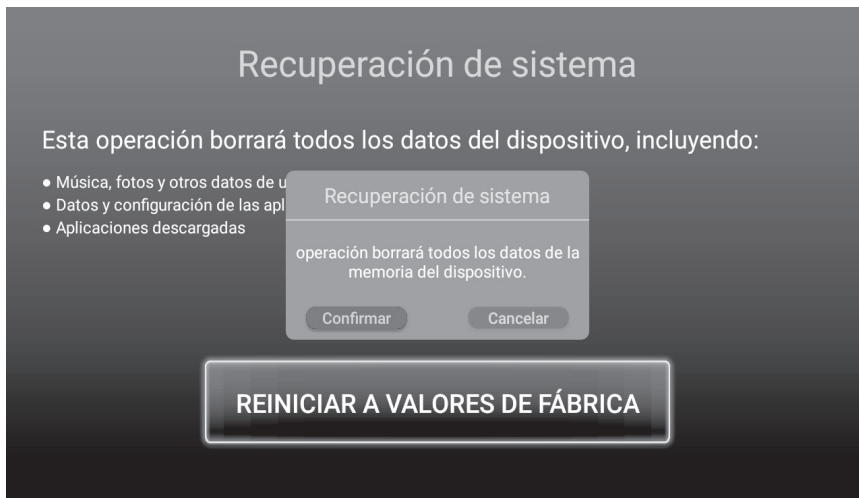 Recuperación de sistema
Esta operación borrará todos los datos del dispositivo, incluyendo:
● Música, fotos y otros datos de u
● Datos y configuración de las apl
● Aplicaciones descargadas
Recuperación de sistema
operación borrará todos los datos de la
memoria del dispositivo.
Confirmar
Cancelar
REINICIAR A VALORES DE FÁBRICA